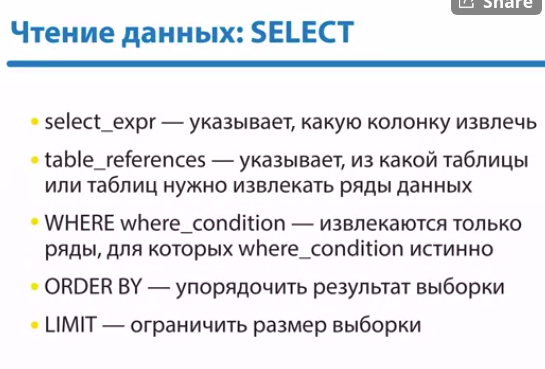 Share
Чтение данных: SELECT
select_expr — указывает, какую колонку извлечь
table_references — указывает, из какой таблицы
или таблиц нужно извлекать ряды данных
WHERE where_condition — извлекаются только
ряды, для которых where_condition истинно
ORDER BY — упорядочить результат выборки
LIMIT — ограничить размер выборки